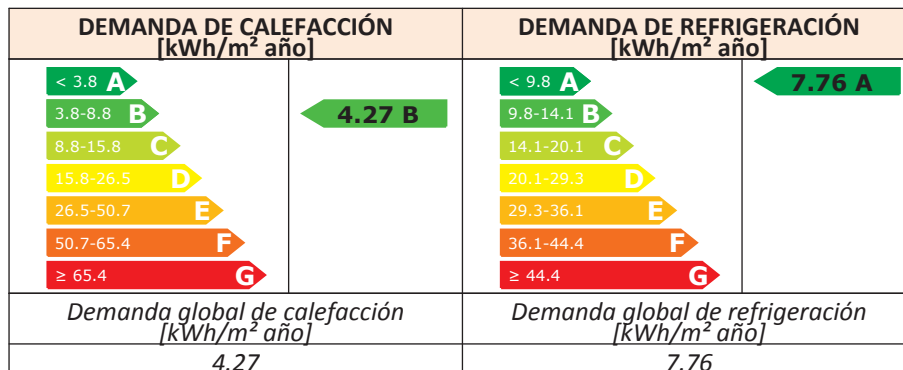 DEMANDA DE CALEFACCIÓN
[kWh/m² año]
DEMANDA DE REFRIGERACIÓN
[kWh/m² año]
< 3.8 A
3.8-8.8 B
8.8-15.8 C
15.8-26.5 D
26.5-50.7 E
50.7-65.4 F
≥ 65.4 G
4.27 B
< 9.8 A
9.8-14.1 B
14.1-20.1 C
20.1-29.3 D
29.3-36.1 E
36.1-44.4 F
≥ 44.4 G
7.76 A
Demanda global de calefacción
[kWh/m² año]
Demanda global de refrigeración
[kWh/m² año]
4.27
7.76